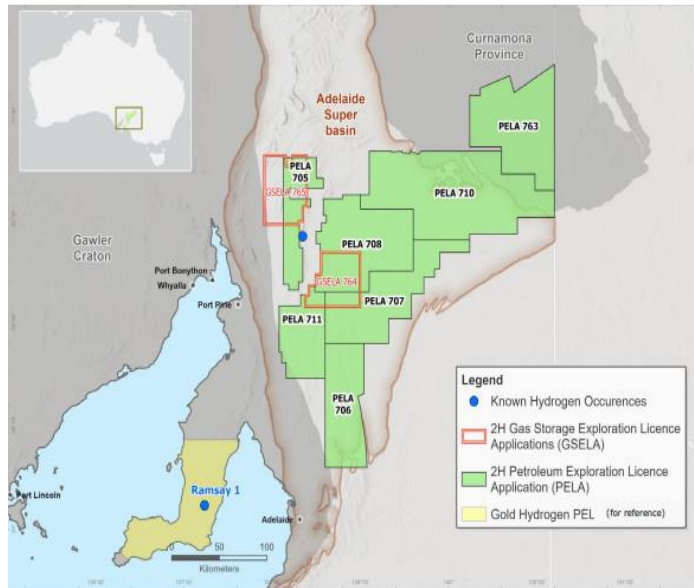 Curnamona
Province
Adelaide
Super
basin
PELA 763
PELA
705
GSELA 765
PELA 710
PELA 708
Gawler
Craton
GSELA 764
Port Bonython
Whyalla
Port Pirie
PELA 707
PELA 711
PELA
706
Legend
Known Hydrogen Occurences
2H Gas Storage Exploration Licence
Applications (GSELA)
2H Petroleum Exploration Licence
Application (PELA)
Gold Hydrogen PEL (for reference)
Ramsay 1
Port Lincoln
Adelaide
0 50 100
Kilometers